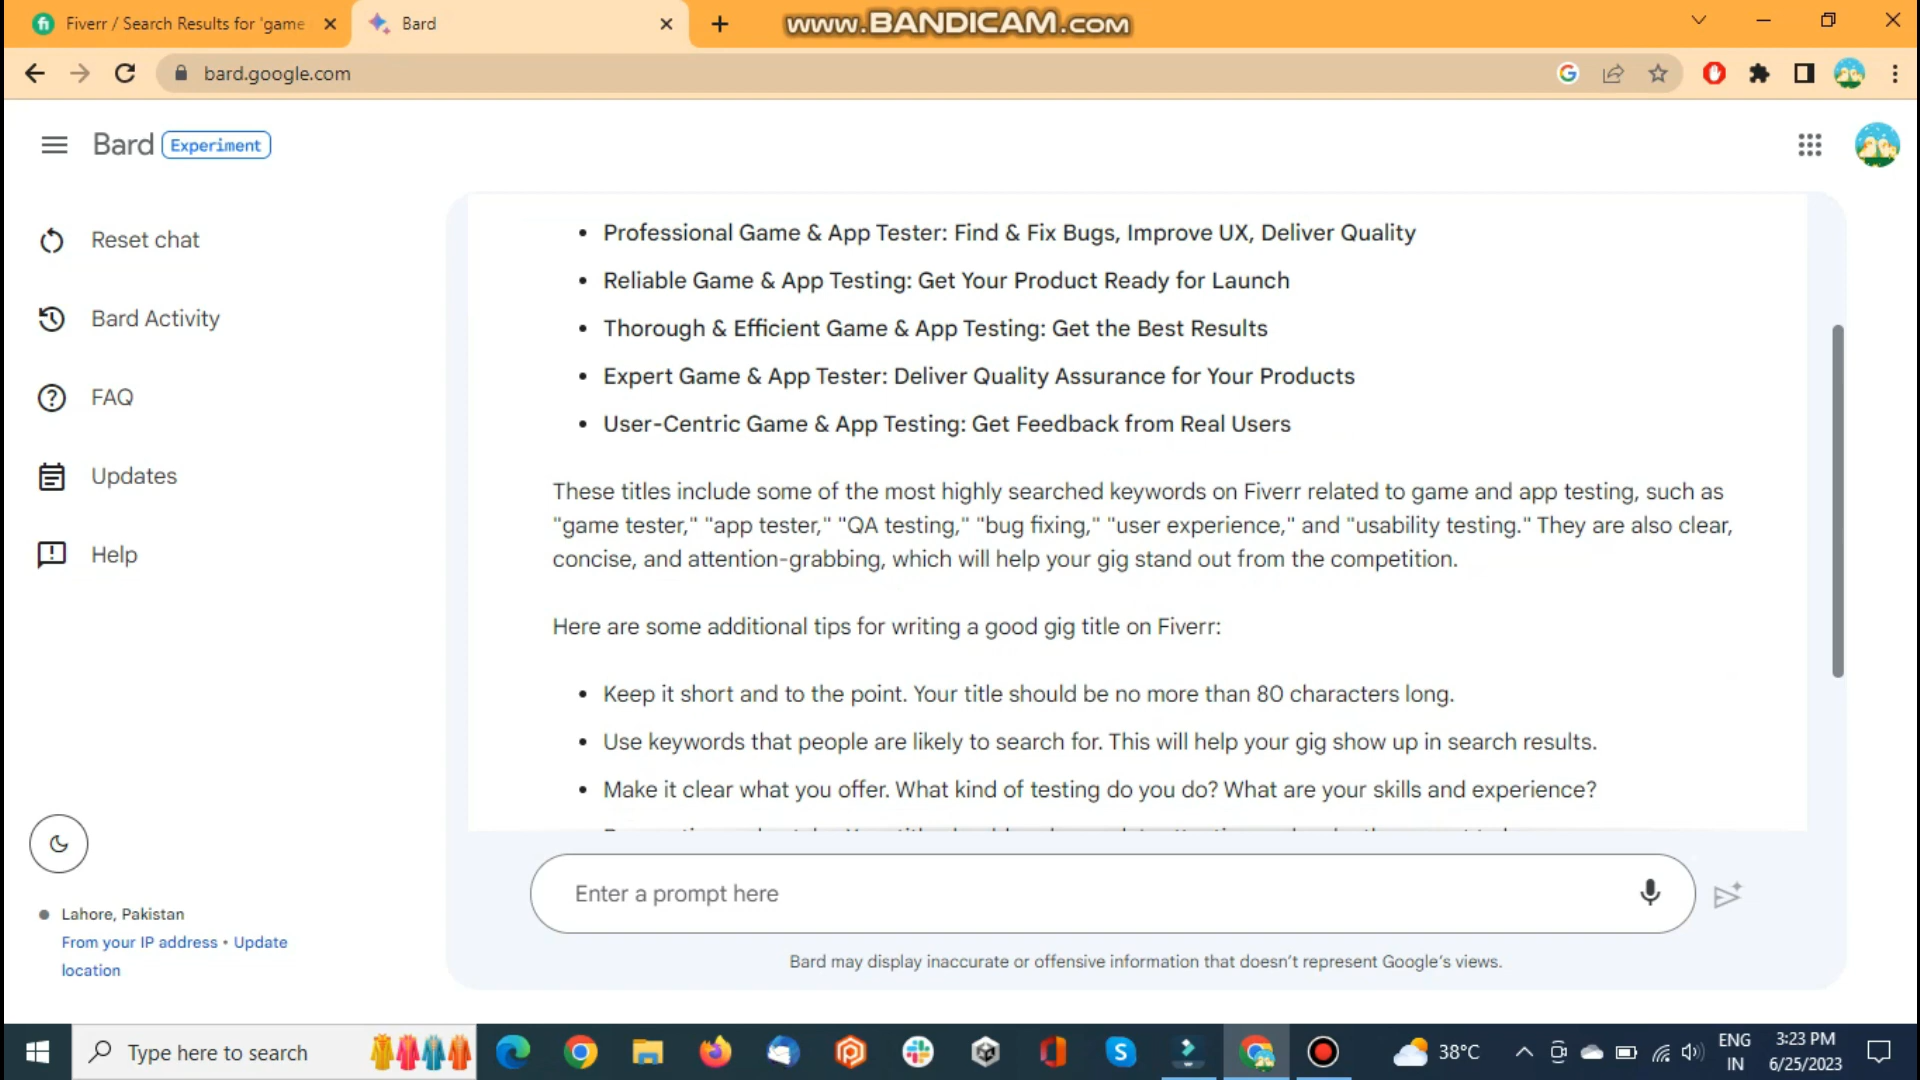 Fiverr / Search Results for 'game
Bard
www.BANDICAM.com
bard.google.com
Bard Experiment
Reset chat
Bard Activity
FAQ
Updates
Help
Lahore, Pakistan
From your IP address • Update
location
• Professional Game & App Tester: Find & Fix Bugs, Improve UX, Deliver Quality
• Reliable Game & App Testing: Get Your Product Ready for Launch
• Thorough & Efficient Game & App Testing: Get the Best Results
• Expert Game & App Tester: Deliver Quality Assurance for Your Products
• User-Centric Game & App Testing: Get Feedback from Real Users
These titles include some of the most highly searched keywords on Fiverr related to game and app testing, such as
"game tester," "app tester," "QA testing," "bug fixing," "user experience," and "usability testing." They are also clear,
concise, and attention-grabbing, which will help your gig stand out from the competition.
Here are some additional tips for writing a good gig title on Fiverr:
• Keep it short and to the point. Your title should be no more than 80 characters long.
• Use keywords that people are likely to search for. This will help your gig show up in search results.
• Make it clear what you offer. What kind of testing do you do? What are your skills and experience?
Enter a prompt here
Bard may display inaccurate or offensive information that doesn't represent Google's views.
Type here to search
38°C
ENG
IN
3:23 PM
6/25/2023